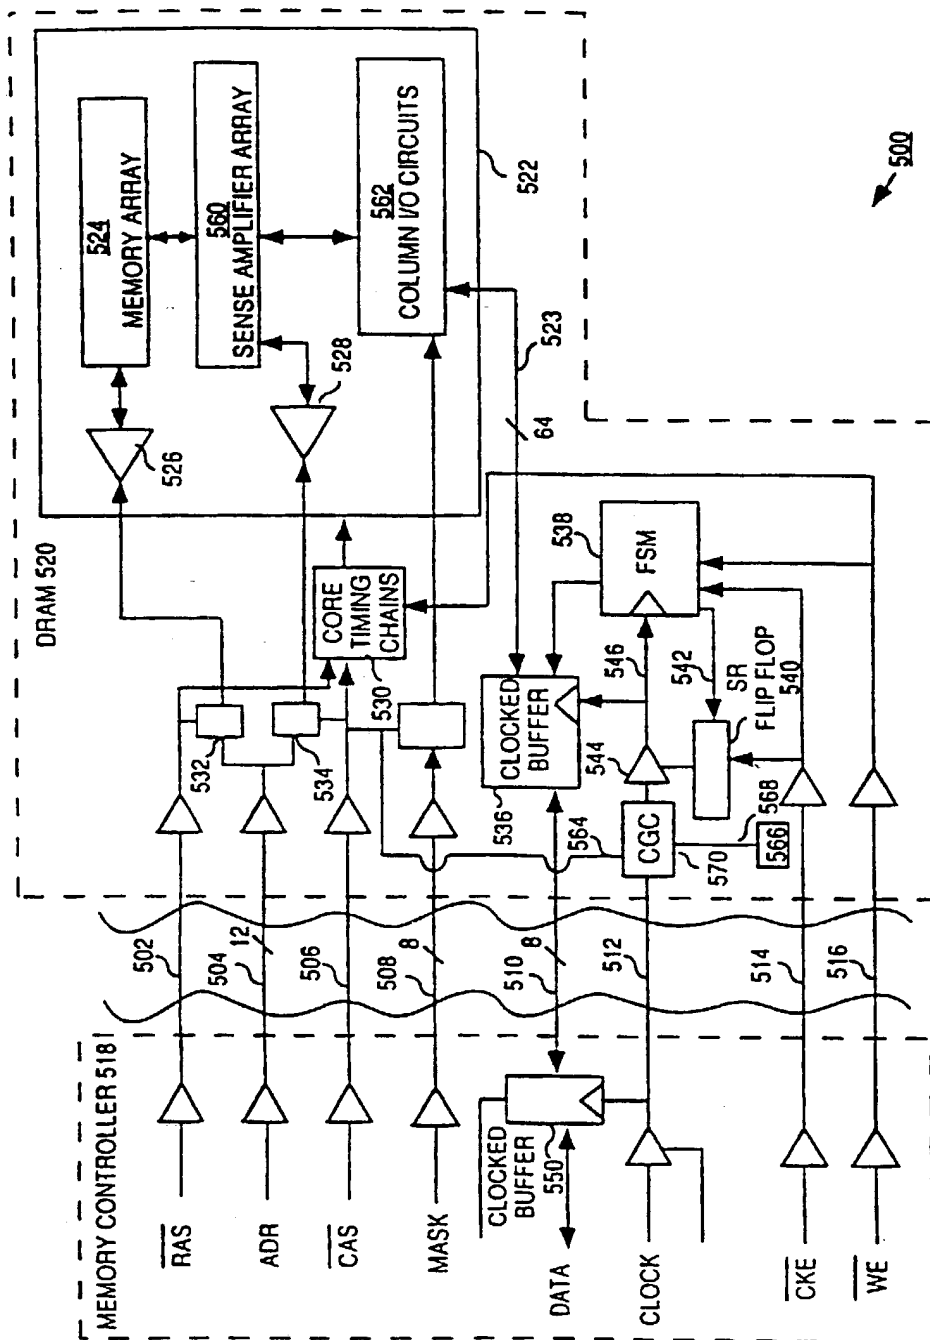 500
DRAM 520
524
MEMORY ARRAY
560
SENSE AMPLIFIER ARRAY
562
COLUMN I/O CIRCUITS
522
526
528
523
64
532
534
CORE
TIMING
CHAINS
530
CLOCKED
BUFFER
536
FSM
538
546
542
544
SR
FLIP FLOP
540
CGC
564
570
568
566
502
504
12
506
508
8
510
8
512
514
516
MEMORY CONTROLLER 518
RAS
ADR
CAS
MASK
CLOCKED
BUFFER
550
DATA
CLOCK
CKE
WE